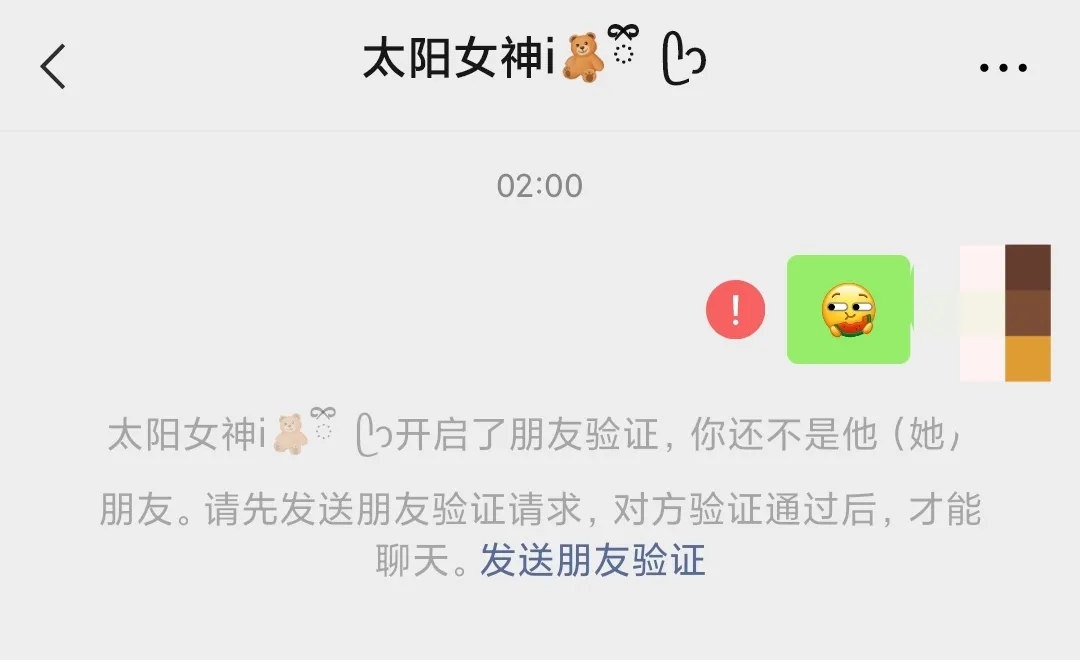 太阳女神i🧸ྀི ᥫᩣ
02:00
太阳女神i🧸ྀི ᥫᩣ开启了朋友验证，你还不是他（她）
朋友。请先发送朋友验证请求，对方验证通过后，才能
聊天。发送朋友验证